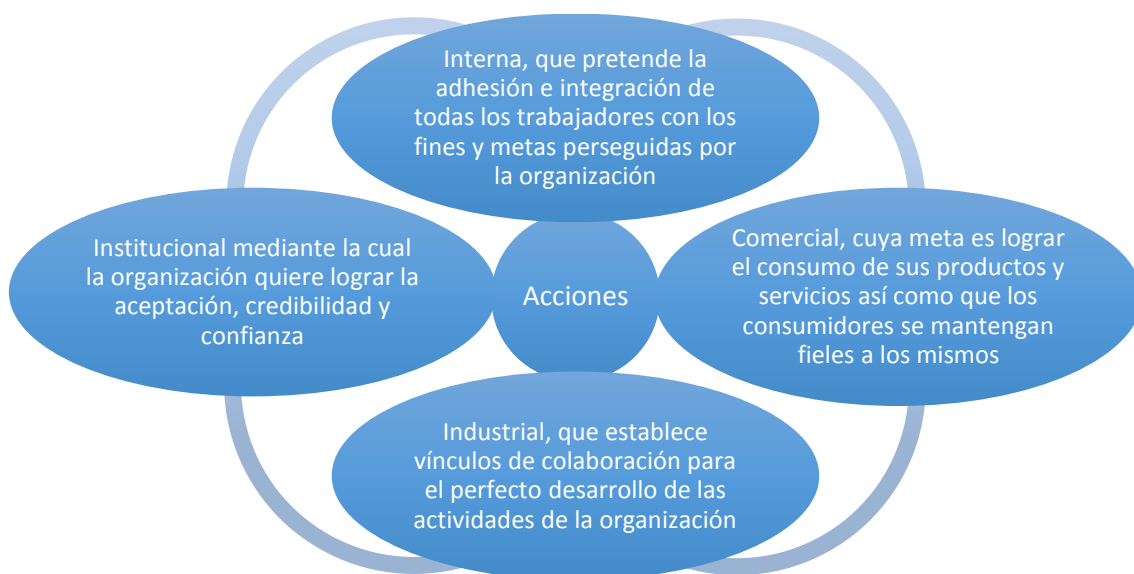 Interna, que pretende la
adhesión e integración de
todas los trabajadores con los
fines y metas perseguidas por
la organización
Institucional mediante la cual
la organización quiere lograr la
aceptación, credibilidad y
confianza
Acciones
Comercial, cuya meta es lograr
el consumo de sus productos y
servicios así como que los
consumidores se mantengan
fieles a los mismos
Industrial, que establece
vínculos de colaboración para
el perfecto desarrollo de las
actividades de la organización